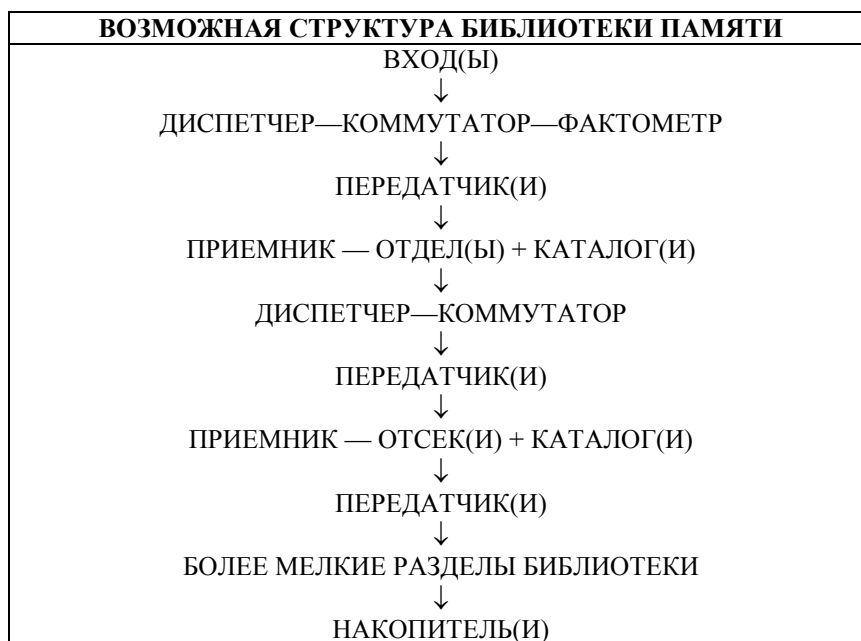 ВОЗМОЖНАЯ СТРУКТУРА БИБЛИОТЕКИ ПАМЯТИ
ВХОД(Ы)
↓
ДИСПЕТЧЕР—КОММУТАТОР—ФАКТОМЕТР
↓
ПЕРЕДАТЧИК(И)
↓
ПРИЕМНИК — ОТДЕЛ(Ы) + КАТАЛОГ(И)
↓
ДИСПЕТЧЕР—КОММУТАТОР
↓
ПЕРЕДАТЧИК(И)
↓
ПРИЕМНИК — ОТСЕК(И) + КАТАЛОГ(И)
↓
ПЕРЕДАТЧИК(И)
↓
БОЛЕЕ МЕЛКИЕ РАЗДЕЛЫ БИБЛИОТЕКИ
↓
НАКОПИТЕЛЬ(И)